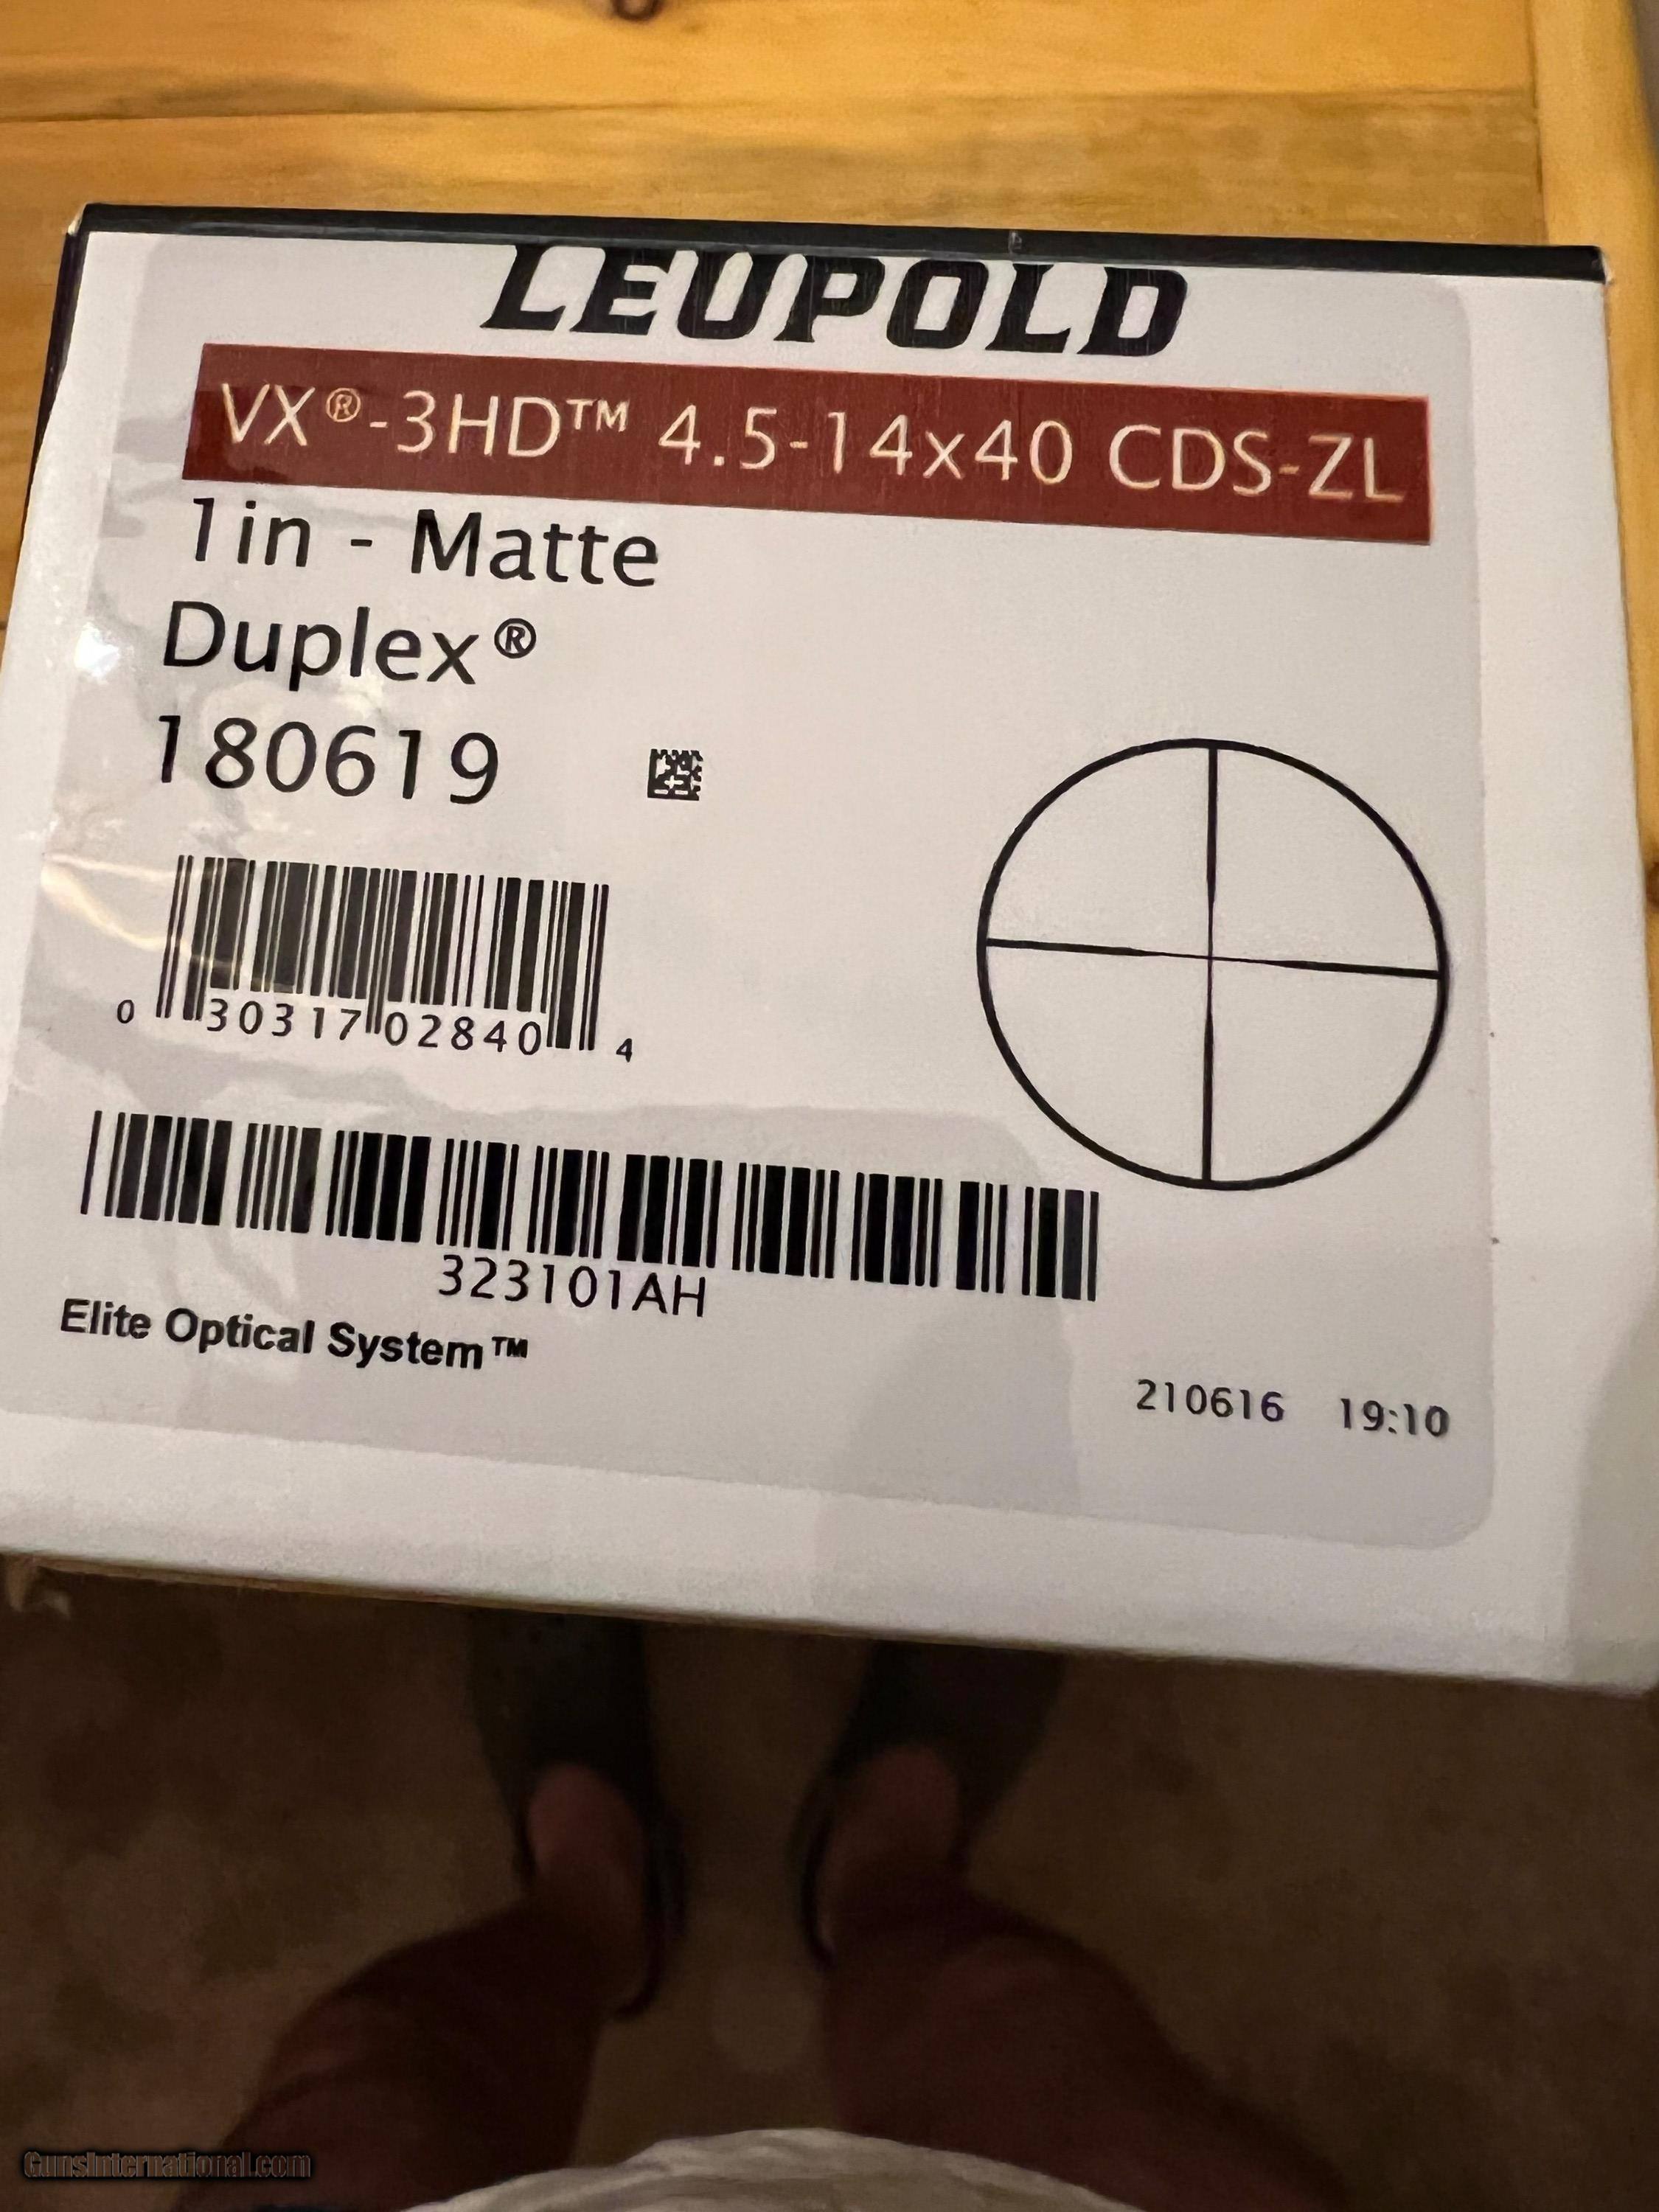 LEUPOLD
VX®-3HD™ 4.5-14x40 CDS-ZL
1in - Matte
Duplex®
180619
0 30317 02840 4
323101AH
Elite Optical System™
210616 19:10
GunsInternational.com